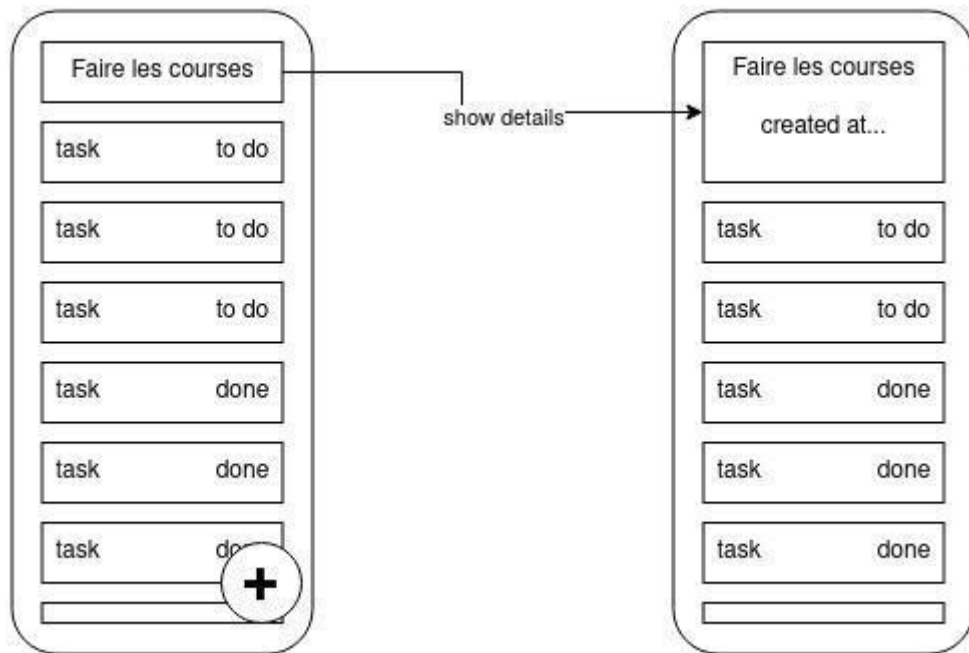 Faire les courses
task to do
task to do
task to do
task done
task done
task
+
show details
Faire les courses
created at...
task to do
task to do
task done
task done
task done